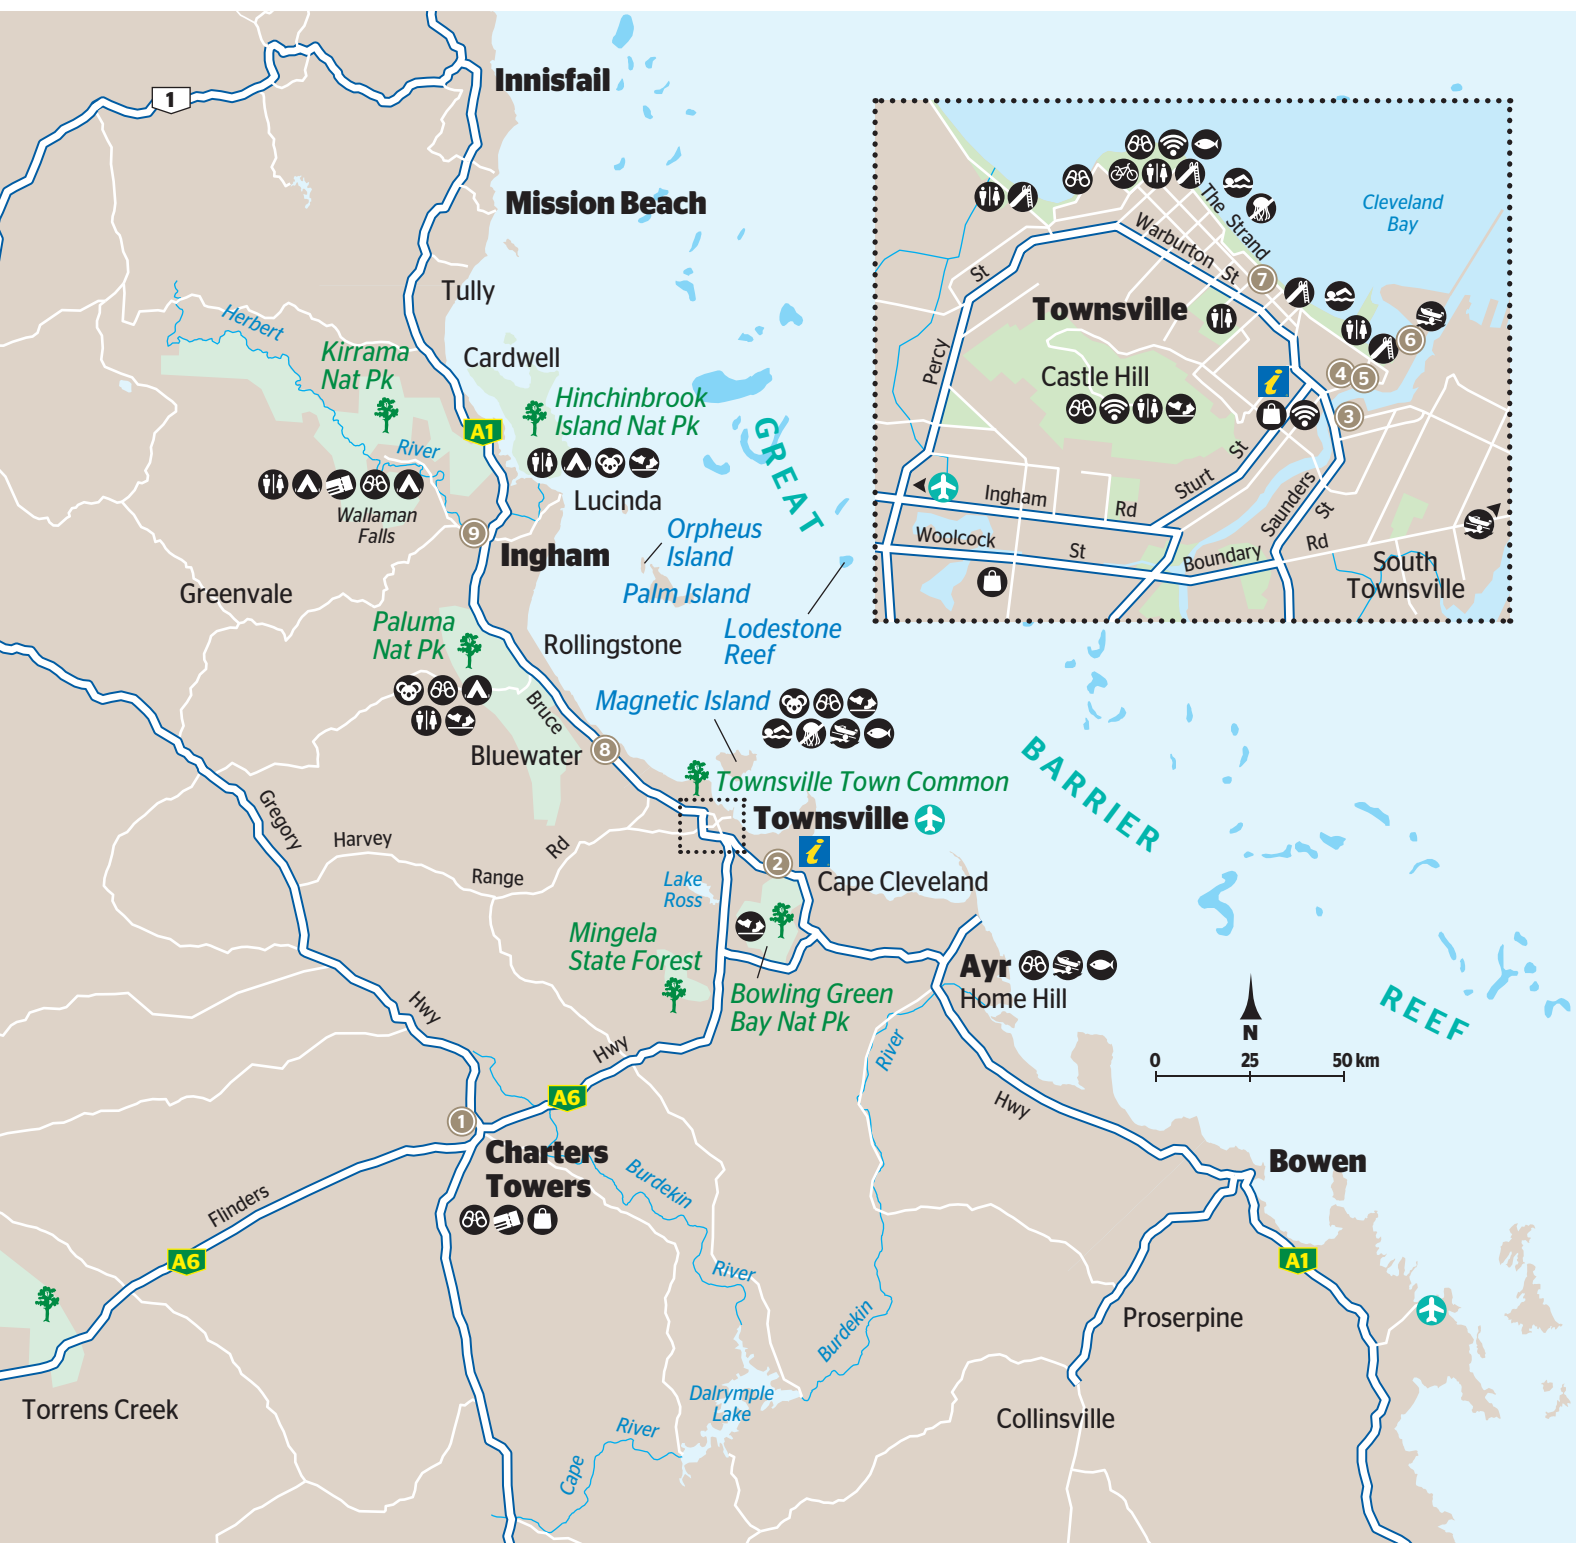 Innisfail
1
Mission Beach
Tully
Herbert
Kirrama
Nat Pk
Cardwell
Hinchinbrook
Island Nat Pk
A1
River
Lucinda
Wallaman
Falls
9
Ingham
Orpheus
Island
Palm Island
Greenvale
Paluma
Nat Pk
Rollingstone
Lodestone
Reef
Magnetic Island
Bruce
Bluewater
8
Townsville Town Common
Townsville
i
2
Cape Cleveland
Gregory
Harvey
Range
Rd
Lake
Ross
Mingela
State Forest
Bowling Green
Bay Nat Pk
Ayr
Home Hill
River
Hwy
Hwy
A6
Hwy
1
Charters
Towers
Burdekin
River
Burdekin
Flinders
A6
Dalrymple
Lake
River
Cape
Torrens Creek
Bowen
A1
Proserpine
Collinsville
GREAT
BARRIER
REEF
N
0 25 50 km
Cleveland
Bay
The Strand
Warburton St
St
Percy
7
Townsville
6
Castle Hill
i
4
5
3
St
Sturt
Ingham
Rd
Saunders
St
Woolcock
St
Boundary
Rd
South
Townsville